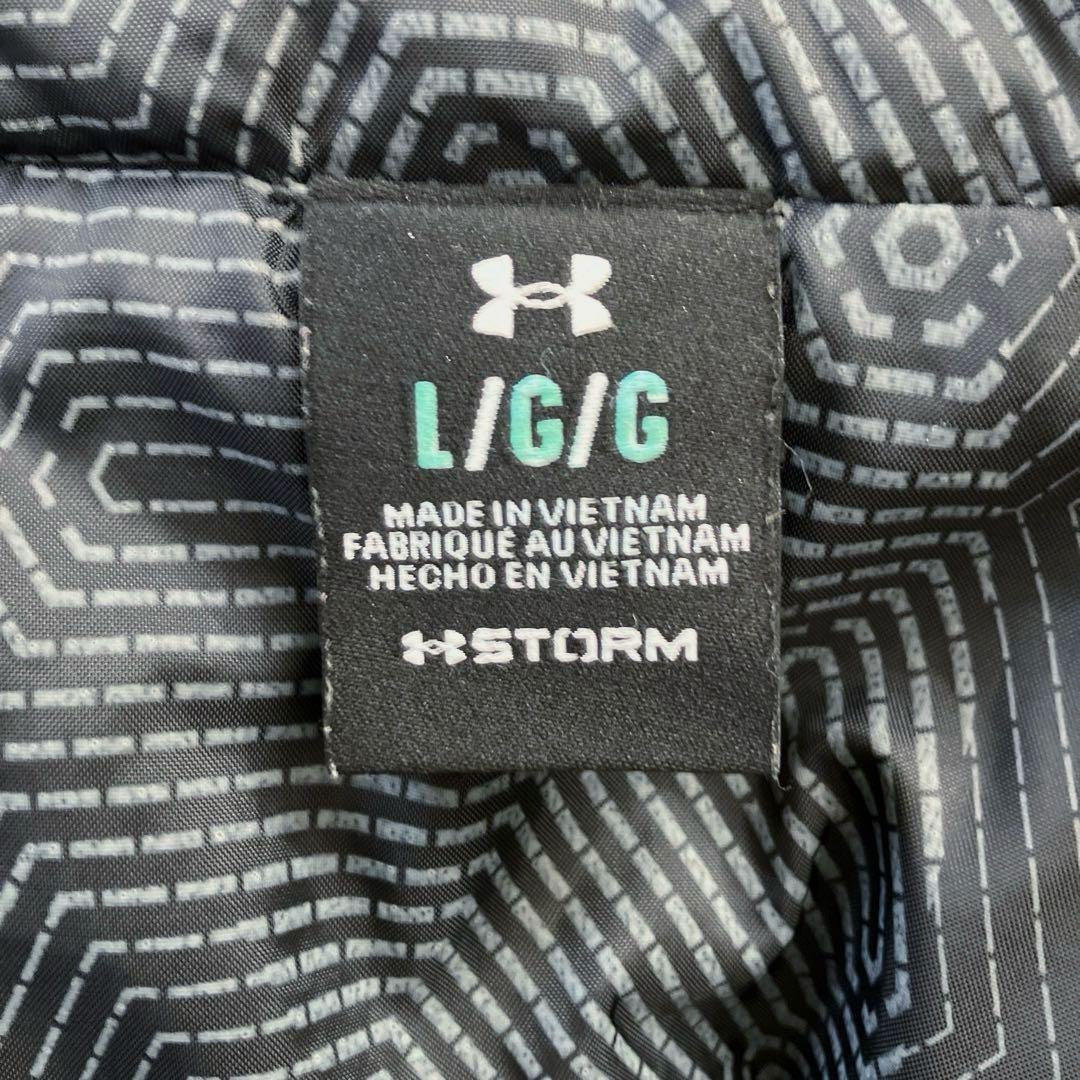 L/G/G
MADE IN VIETNAM
FABRIQUÉ AU VIETNAM
HECHO EN VIETNAM
STORM